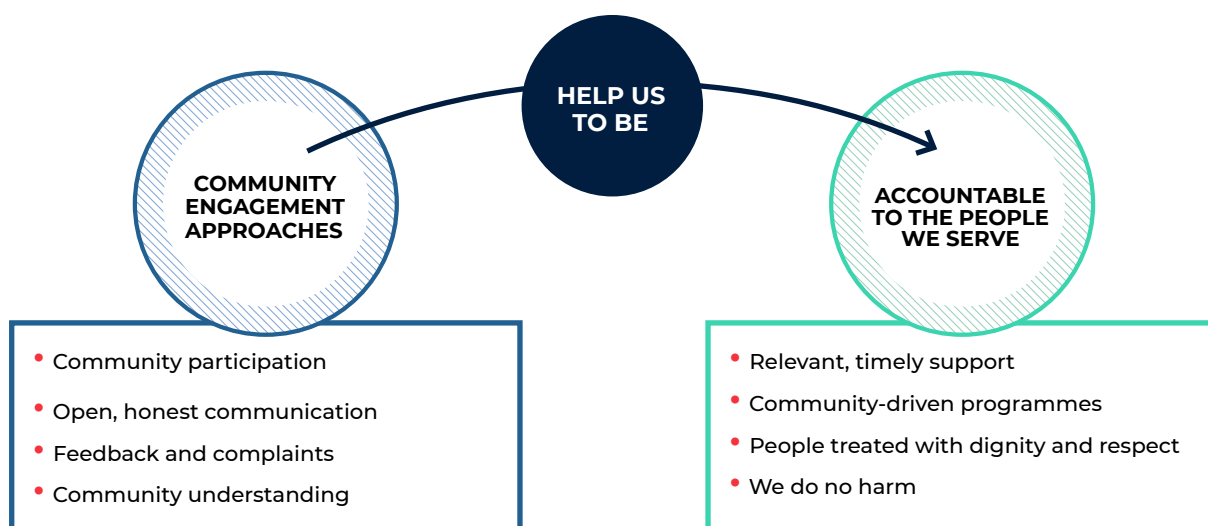 HELP US
TO BE
COMMUNITY
ENGAGEMENT
APPROACHES
ACCOUNTABLE
TO THE PEOPLE
WE SERVE
• Community participation
• Open, honest communication
• Feedback and complaints
• Community understanding
• Relevant, timely support
• Community-driven programmes
• People treated with dignity and respect
• We do no harm